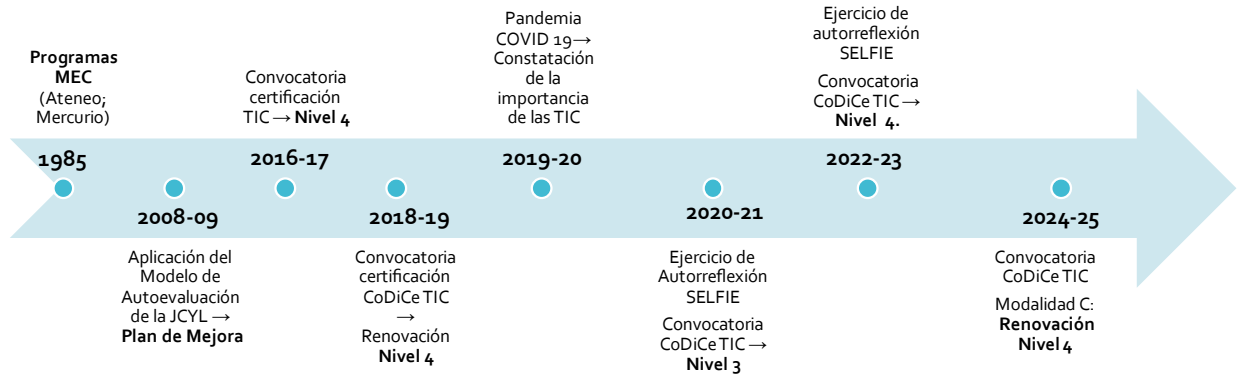 Programas
MEC
(Ateneo;
Mercurio)
1985
2008-09
Aplicación del
Modelo de
Autoevaluación
de la JCYL →
Plan de Mejora
Convocatoria
certificación
TIC → Nivel 4
2016-17
2018-19
Convocatoria
certificación
CoDiCe TIC
→
Renovación
Nivel 4
Pandemia
COVID 19→
Constatación
de la
importancia
de las TIC
2019-20
2020-21
Ejercicio de
Autorreflexión
SELFIE
Convocatoria
CoDiCe TIC →
Nivel 3
Ejercicio de
autorreflexión
SELFIE
Convocatoria
CoDiCe TIC →
Nivel 4.
2022-23
2024-25
Convocatoria
CoDiCe TIC
Modalidad C:
Renovación
Nivel 4